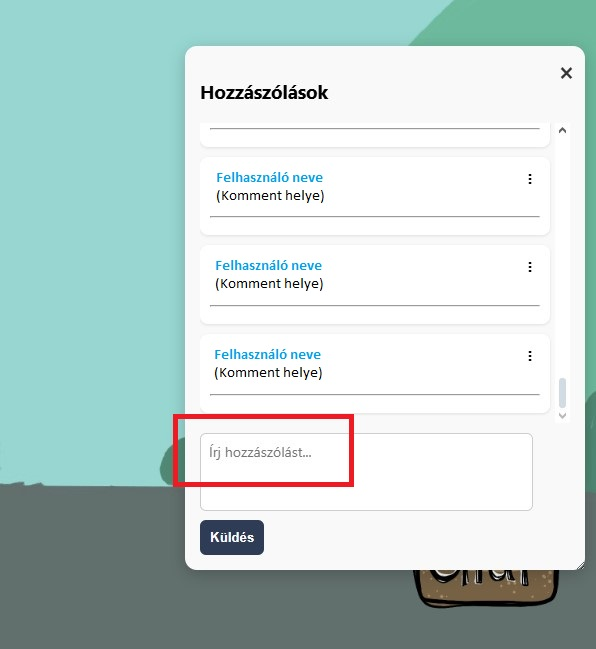 Hozzászólások
Felhasználó neve
(Komment helye)
Felhasználó neve
(Komment helye)
Felhasználó neve
(Komment helye)
Írj hozzászólást...
Küldés